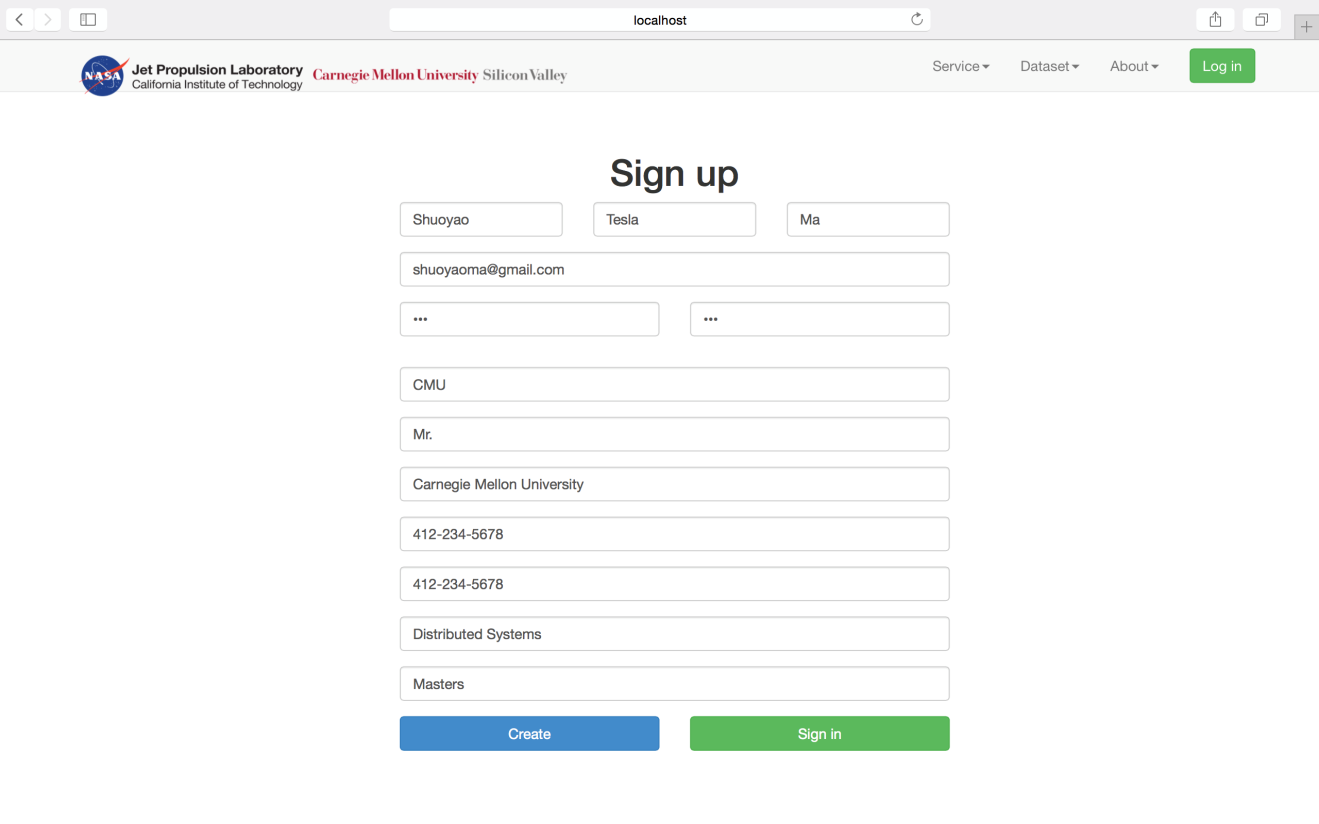 localhost
NASA Jet Propulsion Laboratory
California Institute of Technology
Carnegie Mellon University Silicon Valley
Service Dataset About Log in
Sign up
Shuoyao Tesla Ma
shuoyaoma@gmail.com
••• •••
CMU
Mr.
Carnegie Mellon University
412-234-5678
412-234-5678
Distributed Systems
Masters
Create Sign in